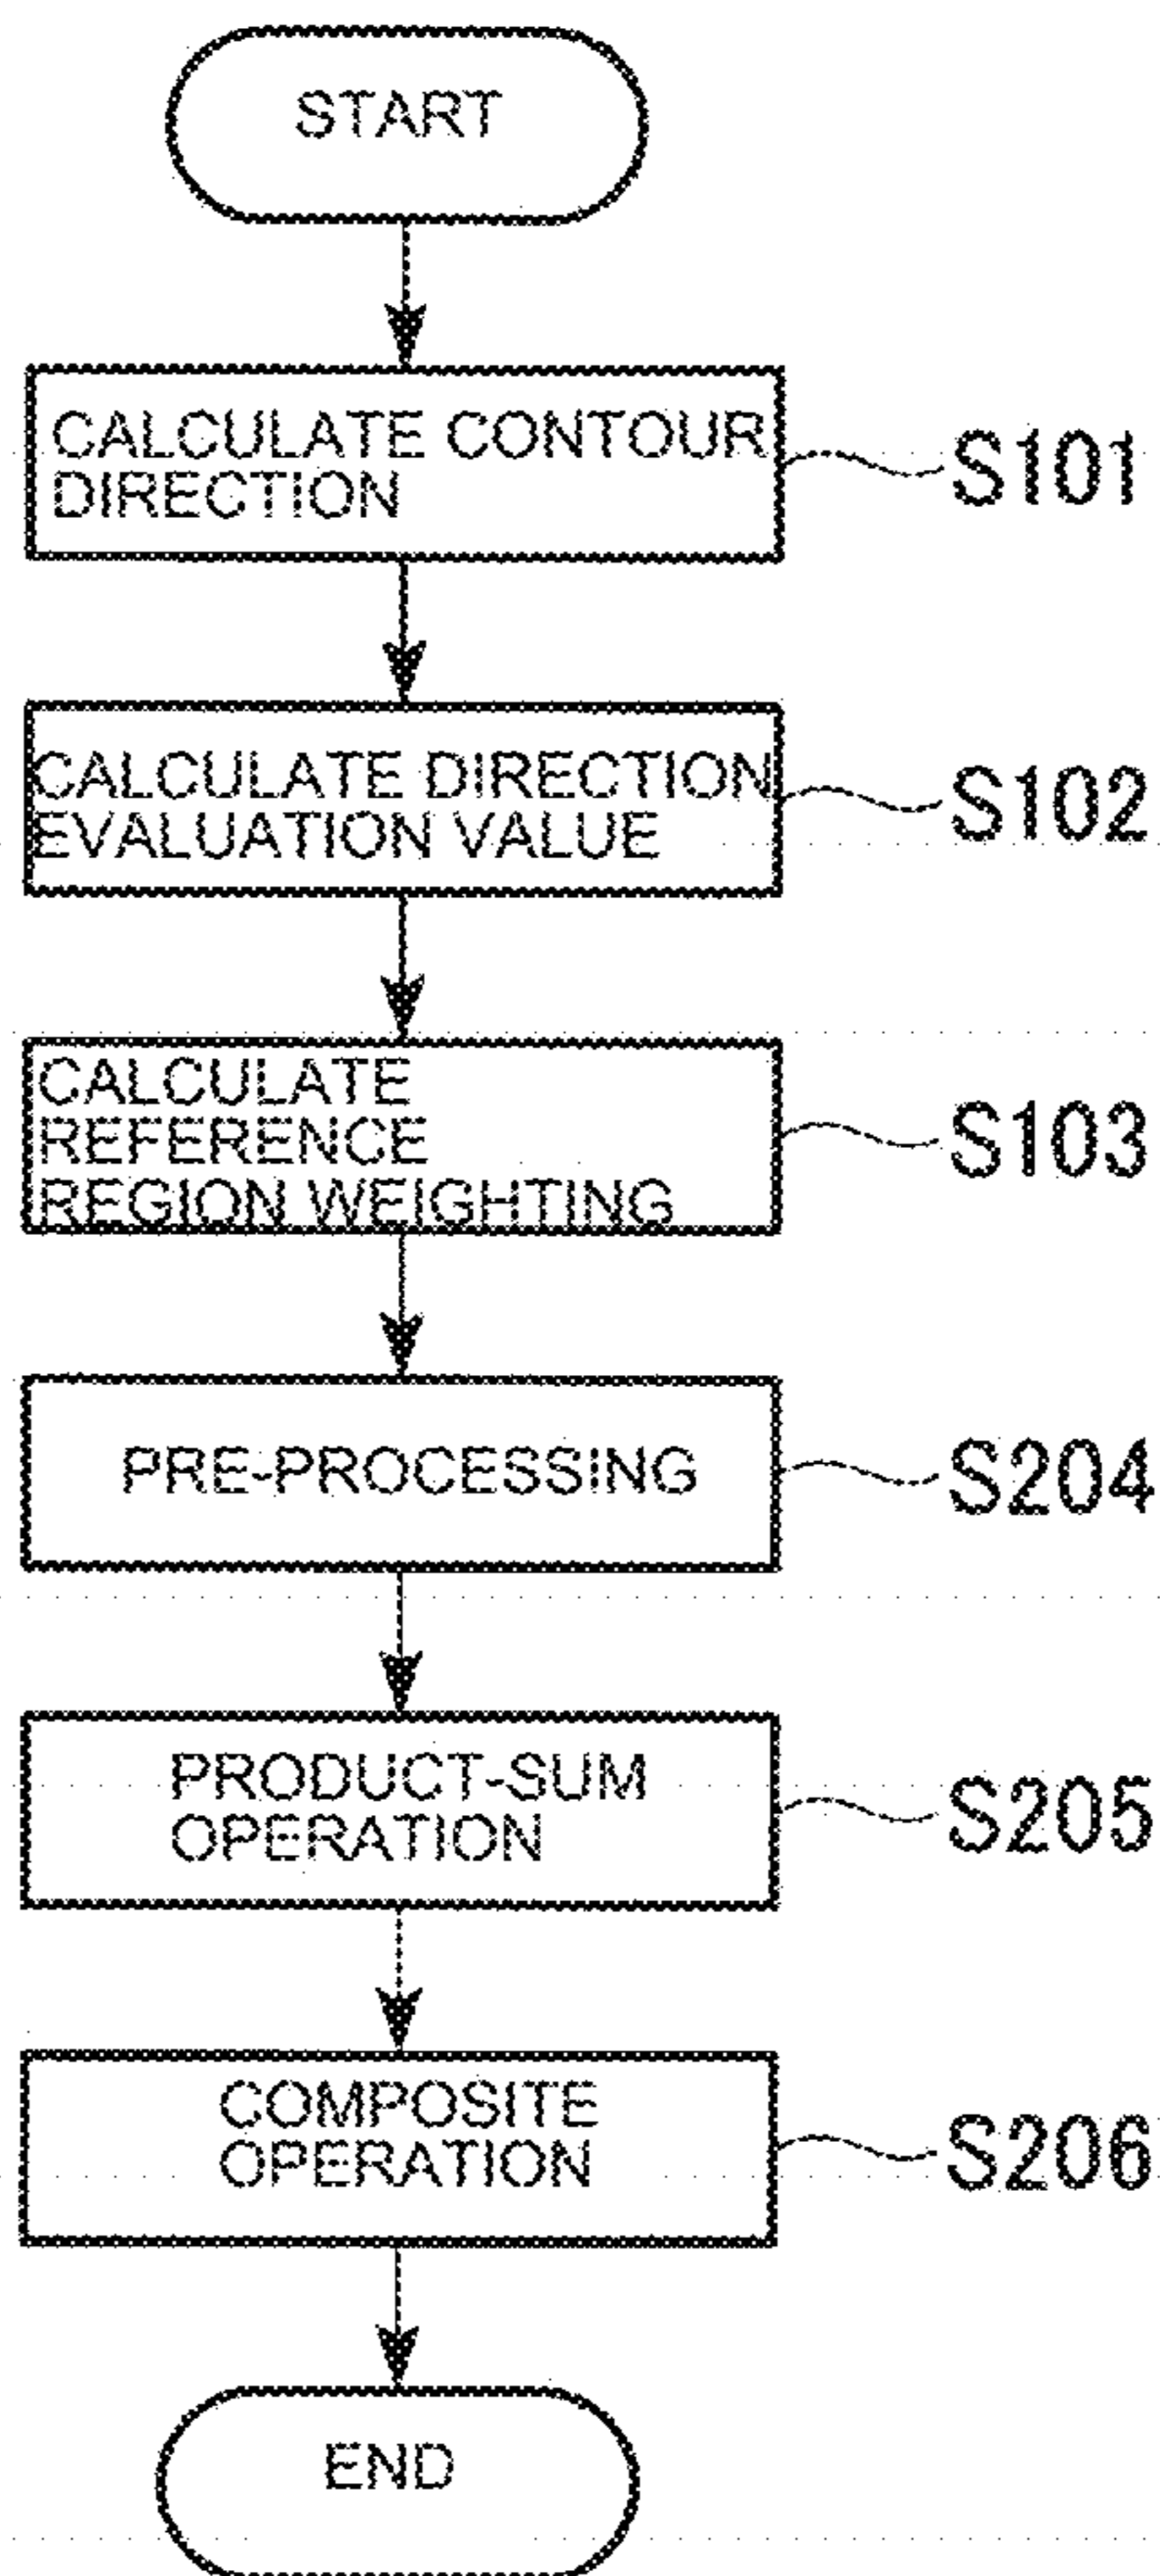 START
CALCULATE CONTOUR
DIRECTION
S101
CALCULATE DIRECTION
EVALUATION VALUE
S102
CALCULATE
REFERENCE
REGION WEIGHTING
S103
PRE-PROCESSING
S204
PRODUCT-SUM
OPERATION
S205
COMPOSITE
OPERATION
S206
END